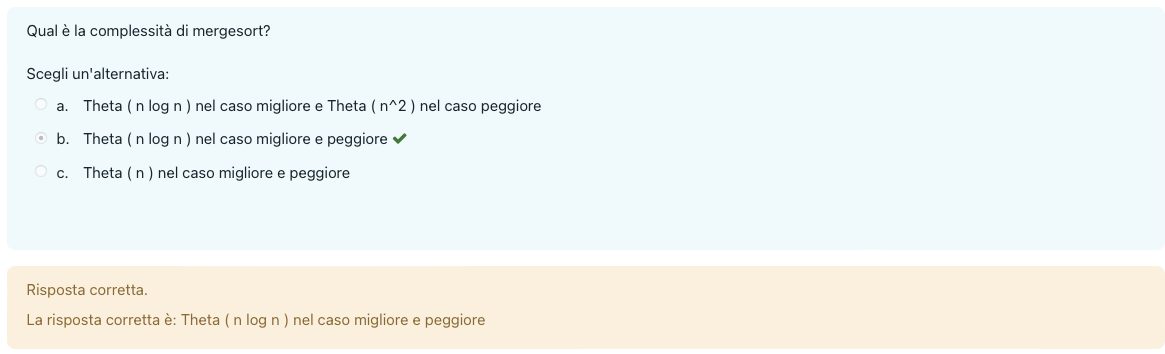 Qual è la complessità di mergesort?
Scegli un'alternativa:
a. Theta ( n log n ) nel caso migliore e Theta ( n^2 ) nel caso peggiore
b. Theta ( n log n ) nel caso migliore e peggiore
c. Theta ( n ) nel caso migliore e peggiore
Risposta corretta.
La risposta corretta è: Theta ( n log n ) nel caso migliore e peggiore